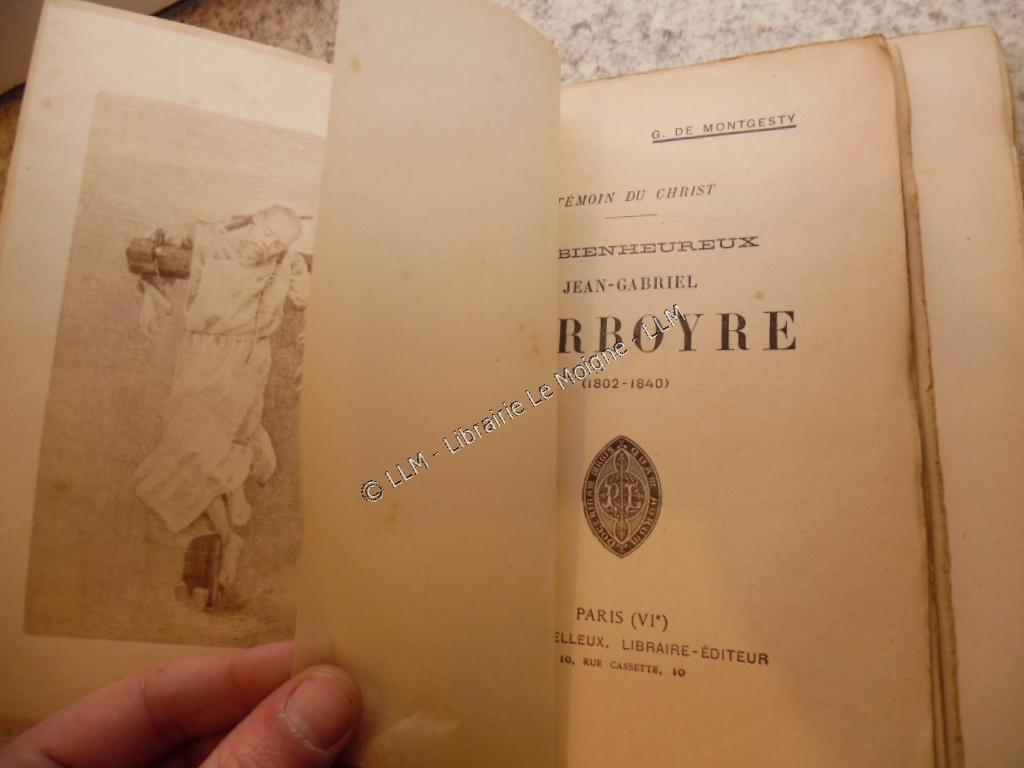 G. DE MONTGESTY
TÉMOIN DU CHRIST
BIENHEUREUX
JEAN-GABRIEL
RBOYRE
(1802-1840)
© LLM - Librairie Le Moigne - LLM
PARIS (VIe)
ELLEUX, LIBRAIRE-ÉDITEUR
10, RUE CASSETTE, 10